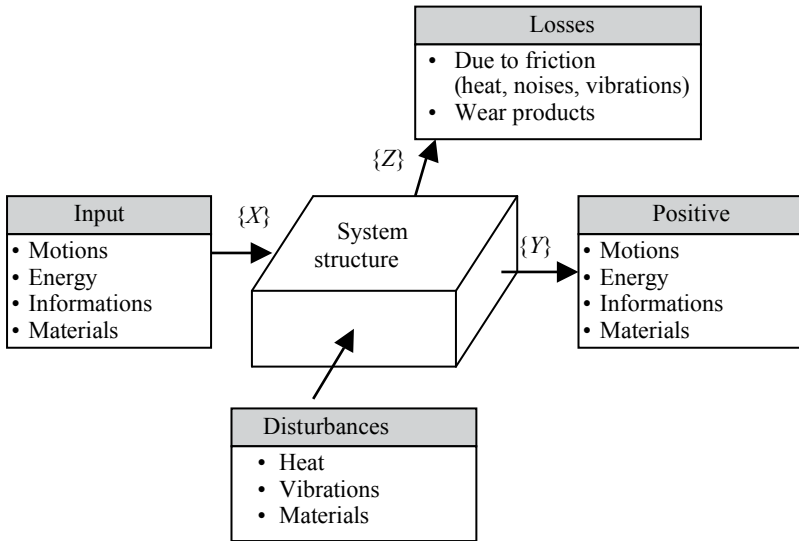 Losses
• Due to friction
(heat, noises, vibrations)
• Wear products
{Z}
Input
• Motions
• Energy
• Informations
• Materials
{X}
System
structure
{Y}
Positive
• Motions
• Energy
• Informations
• Materials
Disturbances
• Heat
• Vibrations
• Materials